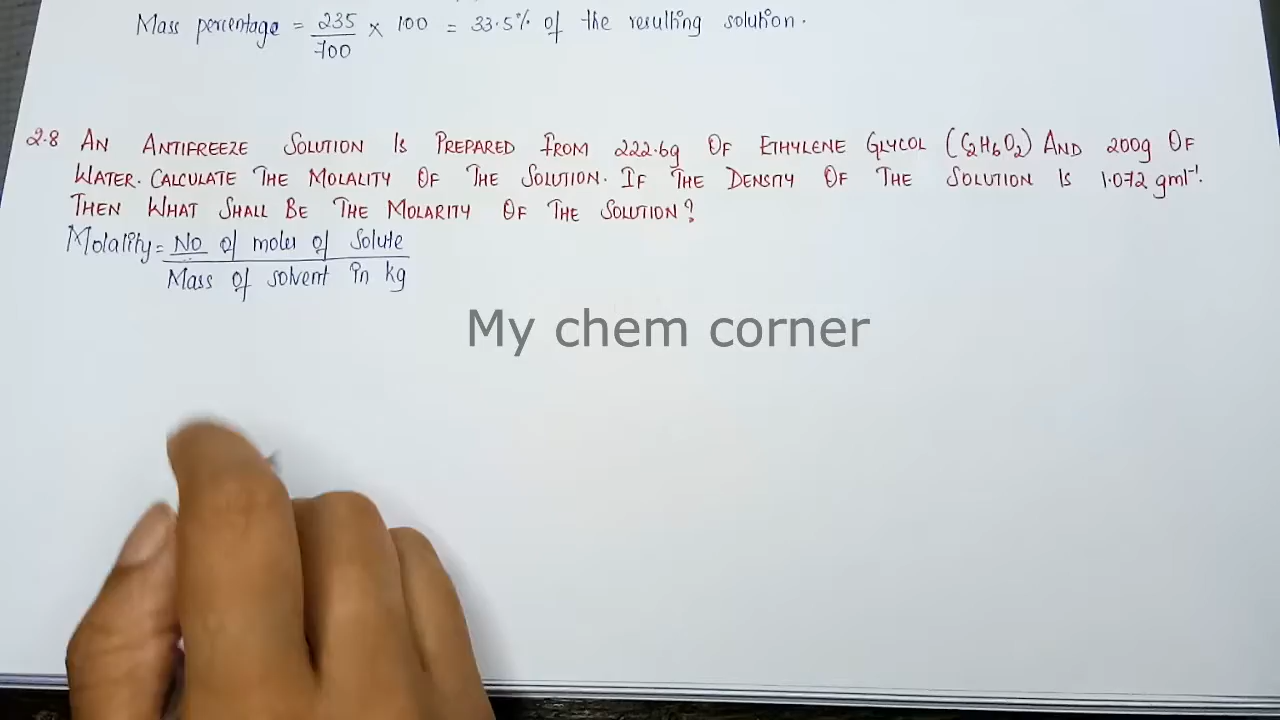 Mass percentage = 235/700 × 100 = 33.5% of the resulting solution.
2.8 AN ANTIFREEZE SOLUTION IS PREPARED FROM 222.6g OF ETHYLENE GLYCOL (C₂H₆O₂) AND 200g OF
WATER. CALCULATE THE MOLALITY OF THE SOLUTION. IF THE DENSITY OF THE SOLUTION IS 1.072 gml⁻¹.
THEN WHAT SHALL BE THE MOLARITY OF THE SOLUTION?
Molality = No of moles of Solute
Mass of solvent in kg
My chem corner